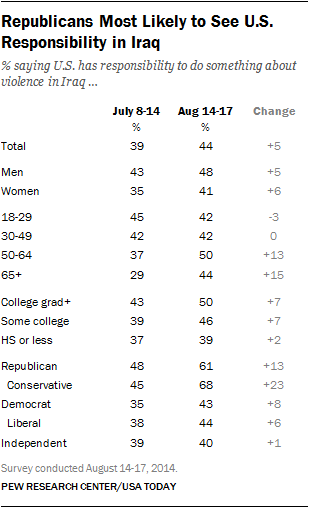 Republicans Most Likely to See U.S.
Responsibility in Iraq
% saying U.S. has responsibility to do something about
violence in Iraq ...
July 8-14 Aug 14-17 Change
% %
Total 39 44 +5
Men 43 48 +5
Women 35 41 +6
18-29 45 42 -3
30-49 42 42 0
50-64 37 50 +13
65+ 29 44 +15
College grad+ 43 50 +7
Some college 39 46 +7
HS or less 37 39 +2
Republican 48 61 +13
Conservative 45 68 +23
Democrat 35 43 +8
Liberal 38 44 +6
Independent 39 40 +1
Survey conducted August 14-17, 2014.
PEW RESEARCH CENTER/USA TODAY